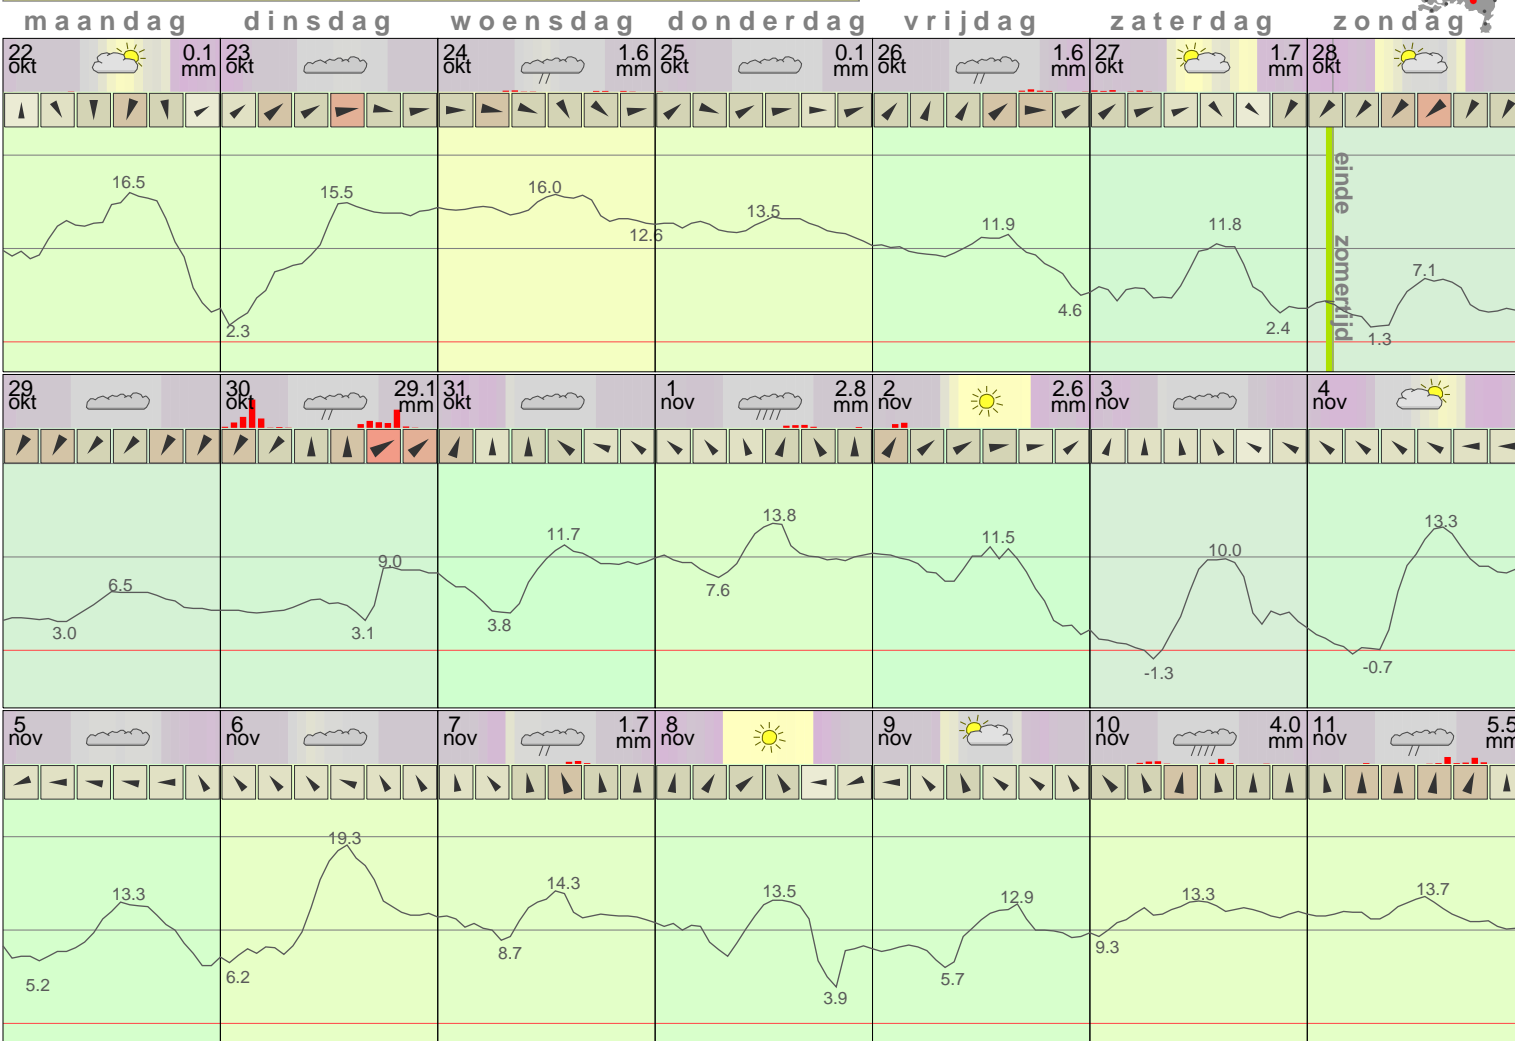 maandag dinsdag woensdag donderdag vrijdag zaterdag zondag
22 okt 0.1 mm
23 okt
24 okt 1.6 mm
25 okt 0.1 mm
26 okt 1.6 mm
27 okt 1.7 mm
28 okt
16.5
2.3
15.5
16.0
12.6
13.5
11.9
4.6
11.8
2.4
einde zomertijd
7.1
1.3
29 okt
30 okt 29.1 mm
31 okt
1 nov 2.8 mm
2 nov 2.6 mm
3 nov
4 nov
3.0
6.5
3.1
9.0
3.8
11.7
7.6
13.8
11.5
-1.3
10.0
-0.7
13.3
5 nov
6 nov
7 nov 1.7 mm
8 nov
9 nov
10 nov 4.0 mm
11 nov 5.5 mm
5.2
13.3
6.2
19.3
8.7
14.3
13.5
3.9
5.7
12.9
9.3
13.3
13.7